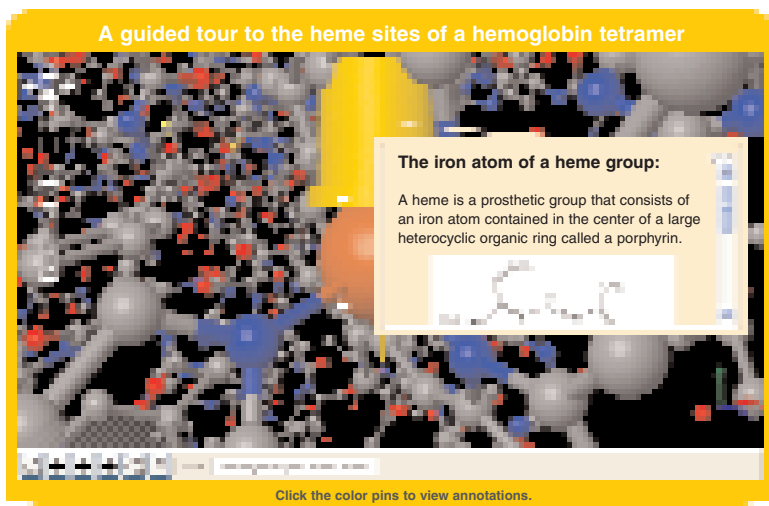 A guided tour to the heme sites of a hemoglobin tetramer
The iron atom of a heme group:
A heme is a prosthetic group that consists of
an iron atom contained in the center of a large
heterocyclic organic ring called a porphyrin.
Click the color pins to view annotations.